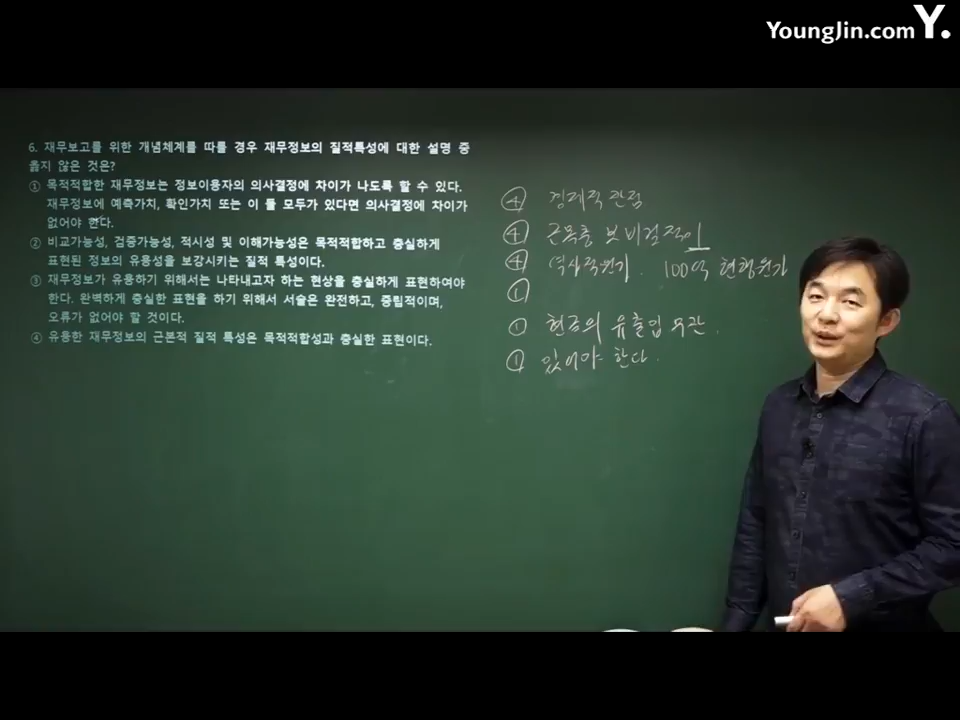 YoungJin.com Y.
6. 재무보고를 위한 개념체계를 따를 경우 재무정보의 질적특성에 대한 설명 중
옳지 않은 것은?
① 목적적합한 재무정보는 정보이용자의 의사결정에 차이가 나도록 할 수 있다.
재무정보에 예측가치, 확인가치 또는 이 둘 모두가 있다면 의사결정에 차이가
없어야 한다.
② 비교가능성, 검증가능성, 적시성 및 이해가능성은 목적적합하고 충실하게
표현된 정보의 유용성을 보강시키는 질적 특성이다.
③ 재무정보가 유용하기 위해서는 나타내고자 하는 현상을 충실하게 표현하여야
한다. 완벽하게 충실한 표현을 하기 위해서 서술은 완전하고, 중립적이며,
오류가 없어야 할 것이다.
④ 유용한 재무정보의 근본적 질적 특성은 목적적합성과 충실한 표현이다.
④ 경제적 관점
④ 근목충 보비검적이
④ 역사적원가. 100억 현행원가
①
① 현금의 유출입 무관.
① 있어야 한다.